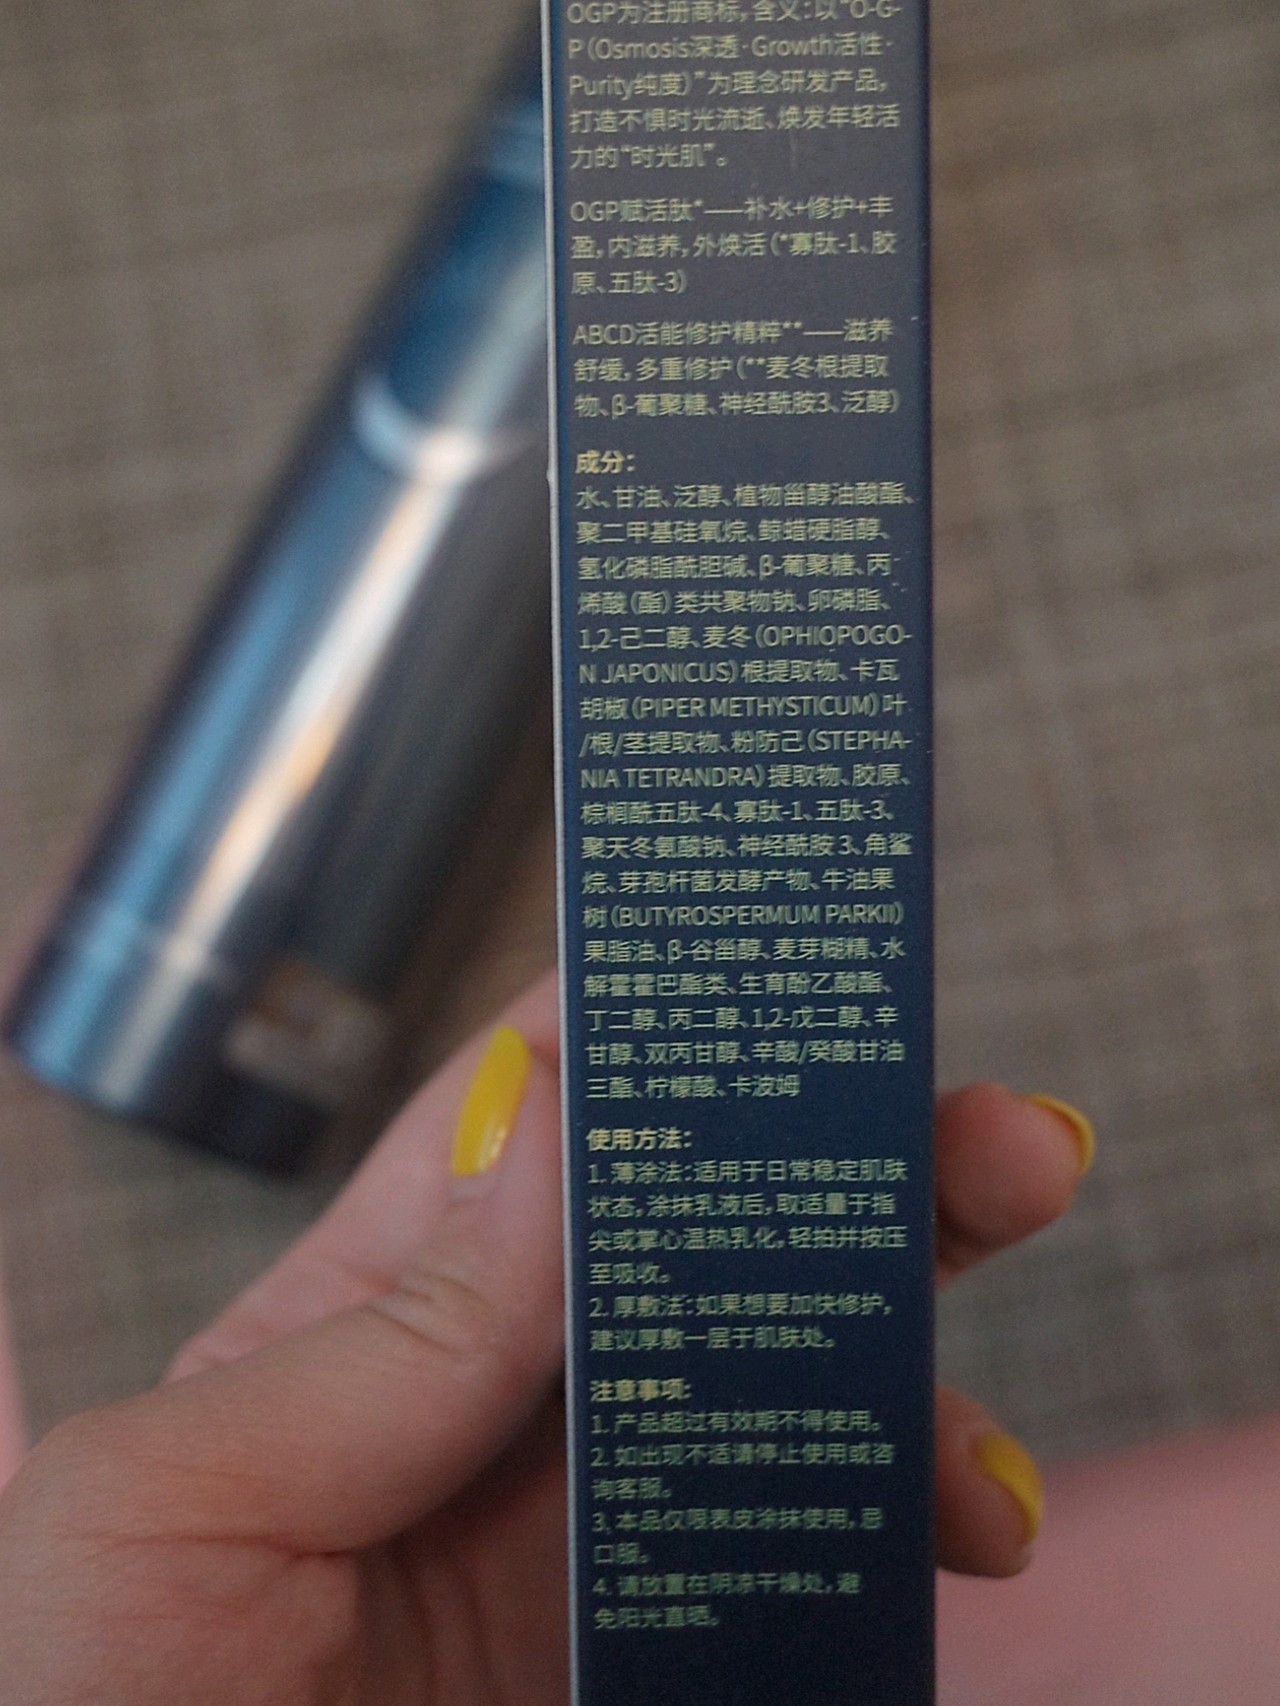 OGP为注册商标，含义：以“O-G-
P（Osmosis深透·Growth活性·
Purity纯度）”为理念研发产品，
打造不惧时光流逝、焕发年轻活
力的“时光肌”。
OGP赋活肽*——补水+修护+丰
盈，内滋养，外焕活（*寡肽-1、胶
原、五肽-3）
ABCD活能修护精粹**——滋养
舒缓，多重修护（**麦冬根提取
物、β-葡聚糖、神经酰胺3、泛醇）
成分：
水、甘油、泛醇、植物甾醇油酸酯、
聚二甲基硅氧烷、鲸蜡硬脂醇、
氢化磷脂酰胆碱、β-葡聚糖、丙
烯酸（酯）类共聚物钠、卵磷脂、
1,2-己二醇、麦冬（OPHIOPOGO-
N JAPONICUS）根提取物、卡瓦
胡椒（PIPER METHYSTICUM）叶
/根/茎提取物、粉防己（STEPHA-
NIA TETRANDRA）提取物、胶原、
棕榈酰五肽-4、寡肽-1、五肽-3、
聚天冬氨酸钠、神经酰胺 3、角鲨
烷、芽孢杆菌发酵产物、牛油果
树（BUTYROSPERMUM PARKII）
果脂油、β-谷甾醇、麦芽糊精、水
解霍霍巴酯类、生育酚乙酸酯、
丁二醇、丙二醇、1,2-戊二醇、辛
甘醇、双丙甘醇、辛酸/癸酸甘油
三酯、柠檬酸、卡波姆
使用方法：
1. 薄涂法：适用于日常稳定肌肤
状态，涂抹乳液后，取适量于指
尖或掌心温热乳化，轻拍并按压
至吸收。
2. 厚敷法：如果想要加快修护，
建议厚敷一层于肌肤处。
注意事项：
1. 产品超过有效期不得使用。
2. 如出现不适请停止使用或咨
询客服。
3. 本品仅限表皮涂抹使用，忌
口服。
4. 请放置在阴凉干燥处，避
免阳光直晒。